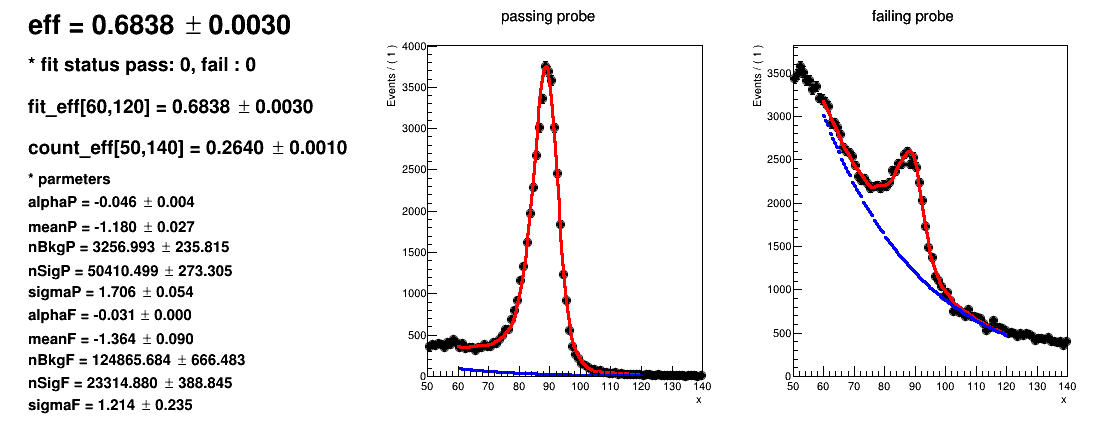 eff = 0.6838 ± 0.0030
* fit status pass: 0, fail : 0
fit_eff[60,120] = 0.6838 ± 0.0030
count_eff[50,140] = 0.2640 ± 0.0010
* parmeters
alphaP = -0.046 ± 0.004
meanP = -1.180 ± 0.027
nBkgP = 3256.993 ± 235.815
nSigP = 50410.499 ± 273.305
sigmaP = 1.706 ± 0.054
alphaF = -0.031 ± 0.000
meanF = -1.364 ± 0.090
nBkgF = 124865.684 ± 666.483
nSigF = 23314.880 ± 388.845
sigmaF = 1.214 ± 0.235
passing probe
Events / ( 1 )
4000
3500
3000
2500
2000
1500
1000
500
0
50 60 70 80 90 100 110 120 130 140
x
failing probe
Events / ( 1 )
3500
3000
2500
2000
1500
1000
500
0
50 60 70 80 90 100 110 120 130 140
x